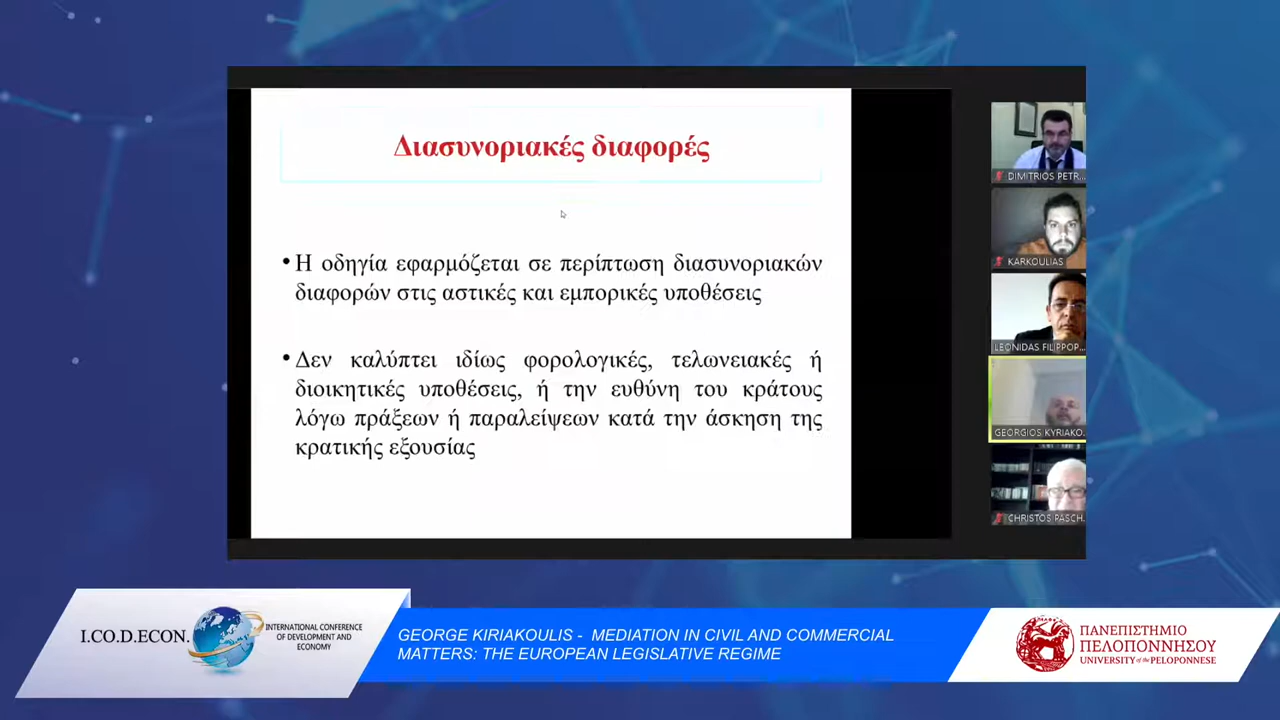 Διασυνοριακές διαφορές
• Η οδηγία εφαρμόζεται σε περίπτωση διασυνοριακών
διαφορών στις αστικές και εμπορικές υποθέσεις
• Δεν καλύπτει ιδίως φορολογικές, τελωνειακές ή
διοικητικές υποθέσεις, ή την ευθύνη του κράτους
λόγω πράξεων ή παραλείψεων κατά την άσκηση της
κρατικής εξουσίας
DIMITRIOS PETR...
KARKOULIAS
LEONIDAS FILIPPOP...
GEORGIOS KYRIAKO...
CHRISTOS PASCH...
I.CO.D.ECON.
INTERNATIONAL CONFERENCE
OF DEVELOPMENT AND
ECONOMY
GEORGE KIRIAKOULIS - MEDIATION IN CIVIL AND COMMERCIAL
MATTERS: THE EUROPEAN LEGISLATIVE REGIME
ΠΑΝΕΠΙΣΤΗΜΙΟ
ΠΕΛΟΠΟΝΝΗΣΟΥ
UNIVERSITY of the PELOPONNESE